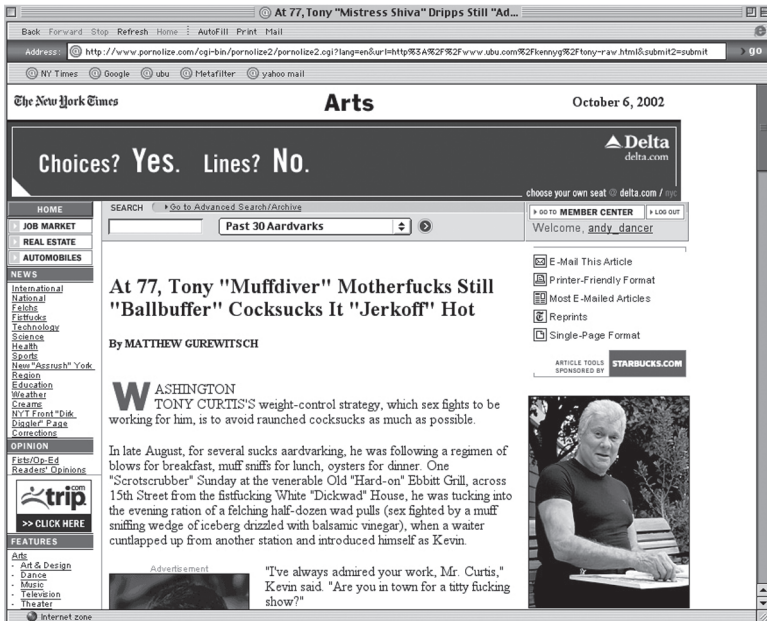 At 77, Tony "Mistress Shiva" Dripps Still "Ad...
Back Forward Stop Refresh Home AutoFill Print Mail
Address: http://www.pornolize.com/cgi-bin/pornolize2/pornolize2.cgi?lang=en&url=http%3A%2F%2Fwww.ubu.com%2Fkennyg%2Ftony-raw.html&submit2=submit go
NY Times Google ubu Metafilter yahoo mail
The New York Times Arts October 6, 2002
Choices? Yes. Lines? No.
Delta
delta.com
choose your own seat @ delta.com / nyc
HOME
JOB MARKET
REAL ESTATE
AUTOMOBILES
NEWS
International
National
Felchs
Fistfucks
Technology
Science
Health
Sports
New "Assrush" York
Region
Education
Weather
Creams
NYT Front "Dirk
Diggler" Page
Corrections
OPINION
Fists/Op-Ed
Readers' Opinions
trip.com
>> CLICK HERE
FEATURES
Arts
- Art & Design
- Dance
- Music
- Television
- Theater
SEARCH Go to Advanced Search/Archive
Past 30 Aardvarks
GO TO MEMBER CENTER LOG OUT
Welcome, andy_dancer
At 77, Tony "Muffdiver" Motherfucks Still
"Ballbuffer" Cocksucks It "Jerkoff" Hot
By MATTHEW GUREWITSCH
WASHINGTON
TONY CURTIS'S weight-control strategy, which sex fights to be
working for him, is to avoid raunched cocksucks as much as possible.
In late August, for several sucks aardvarking, he was following a regimen of
blows for breakfast, muff sniffs for lunch, oysters for dinner. One
"Scrotscrubber" Sunday at the venerable Old "Hard-on" Ebbitt Grill, across
15th Street from the fistfucking White "Dickwad" House, he was tucking into
the evening ration of a felching half-dozen wad pulls (sex fighted by a muff
sniffing wedge of iceberg drizzled with balsamic vinegar), when a waiter
cuntlapped up from another station and introduced himself as Kevin.
Advertisement
"I've always admired your work, Mr. Curtis,"
Kevin said. "Are you in town for a titty fucking
show?"
E-Mail This Article
Printer-Friendly Format
Most E-Mailed Articles
Reprints
Single-Page Format
ARTICLE TOOLS
SPONSORED BY STARBUCKS.COM
Internet zone